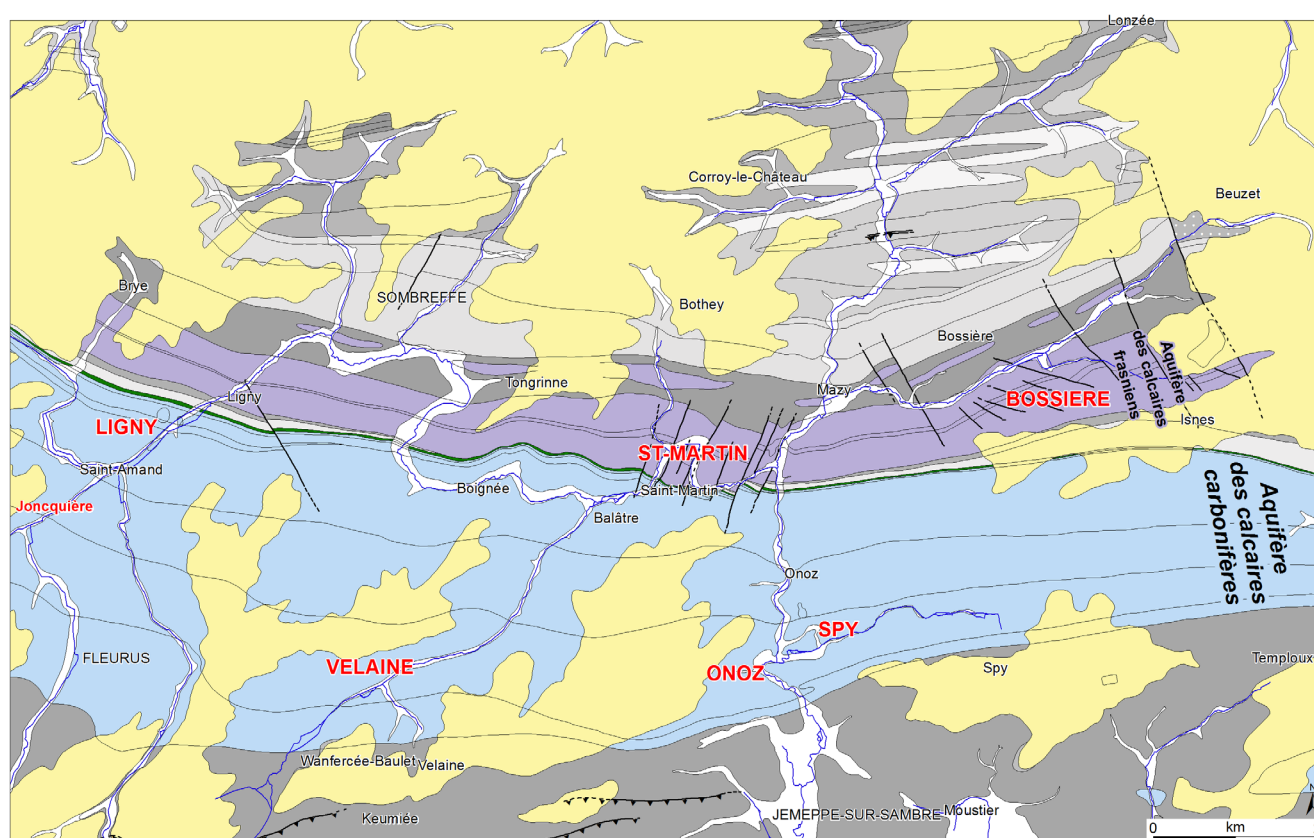 Lonzée
Corroy-le-Château
Beuzet
Brye
SOMBREFFE
Bothey
Bossière
Aquifère
des calcaires
frasniens
Tongrinne
Mazy
Ligny
BOSSIERE
Isnes
LIGNY
ST-MARTIN
Saint-Amand
Boignée
Saint-Martin
Aquifère
des calcaires
carbonifères
Joncquière
Balâtre
Onoz
SPY
FLEURUS
VELAINE
ONOZ
Spy
Temploux
Wanfercée-Baulet
Velaine
Keumiée
JEMEPPE-SUR-SAMBRE
Moustier
0 km